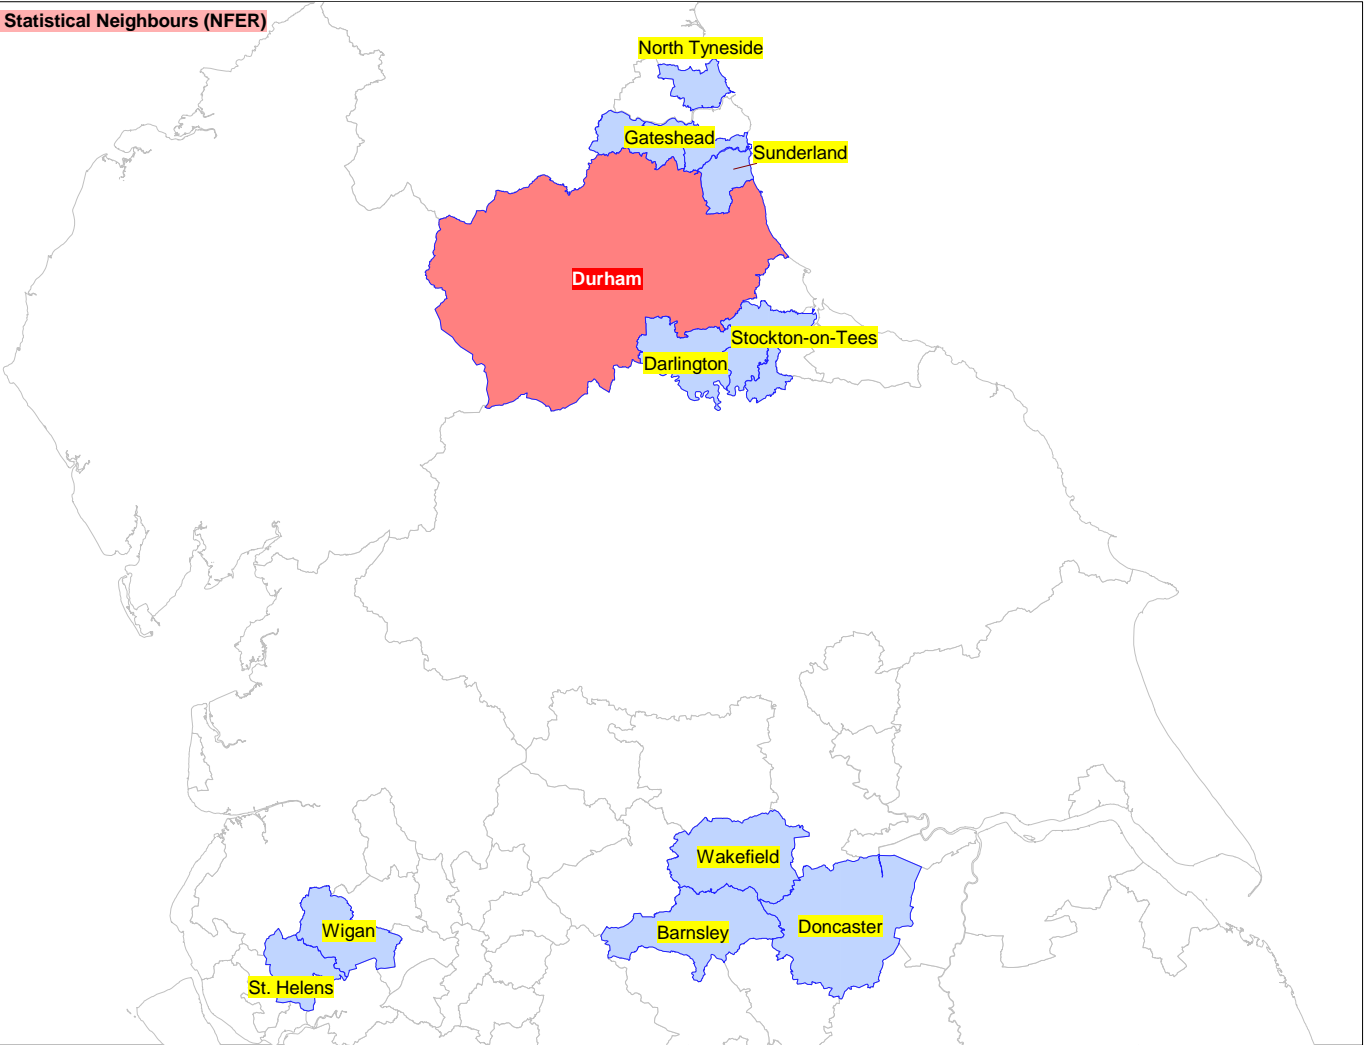 Statistical Neighbours (NFER)
North Tyneside
Gateshead
Sunderland
Durham
Stockton-on-Tees
Darlington
Wakefield
Doncaster
Wigan
Barnsley
St. Helens